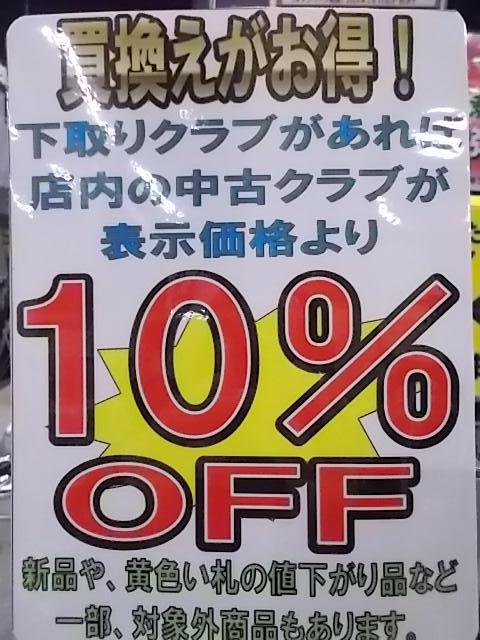 買換えがお得！
下取りクラブがあれば
店内の中古クラブが
表示価格より
10%
OFF
新品や、黄色い札の値下がり品など
一部、対象外商品もあります。